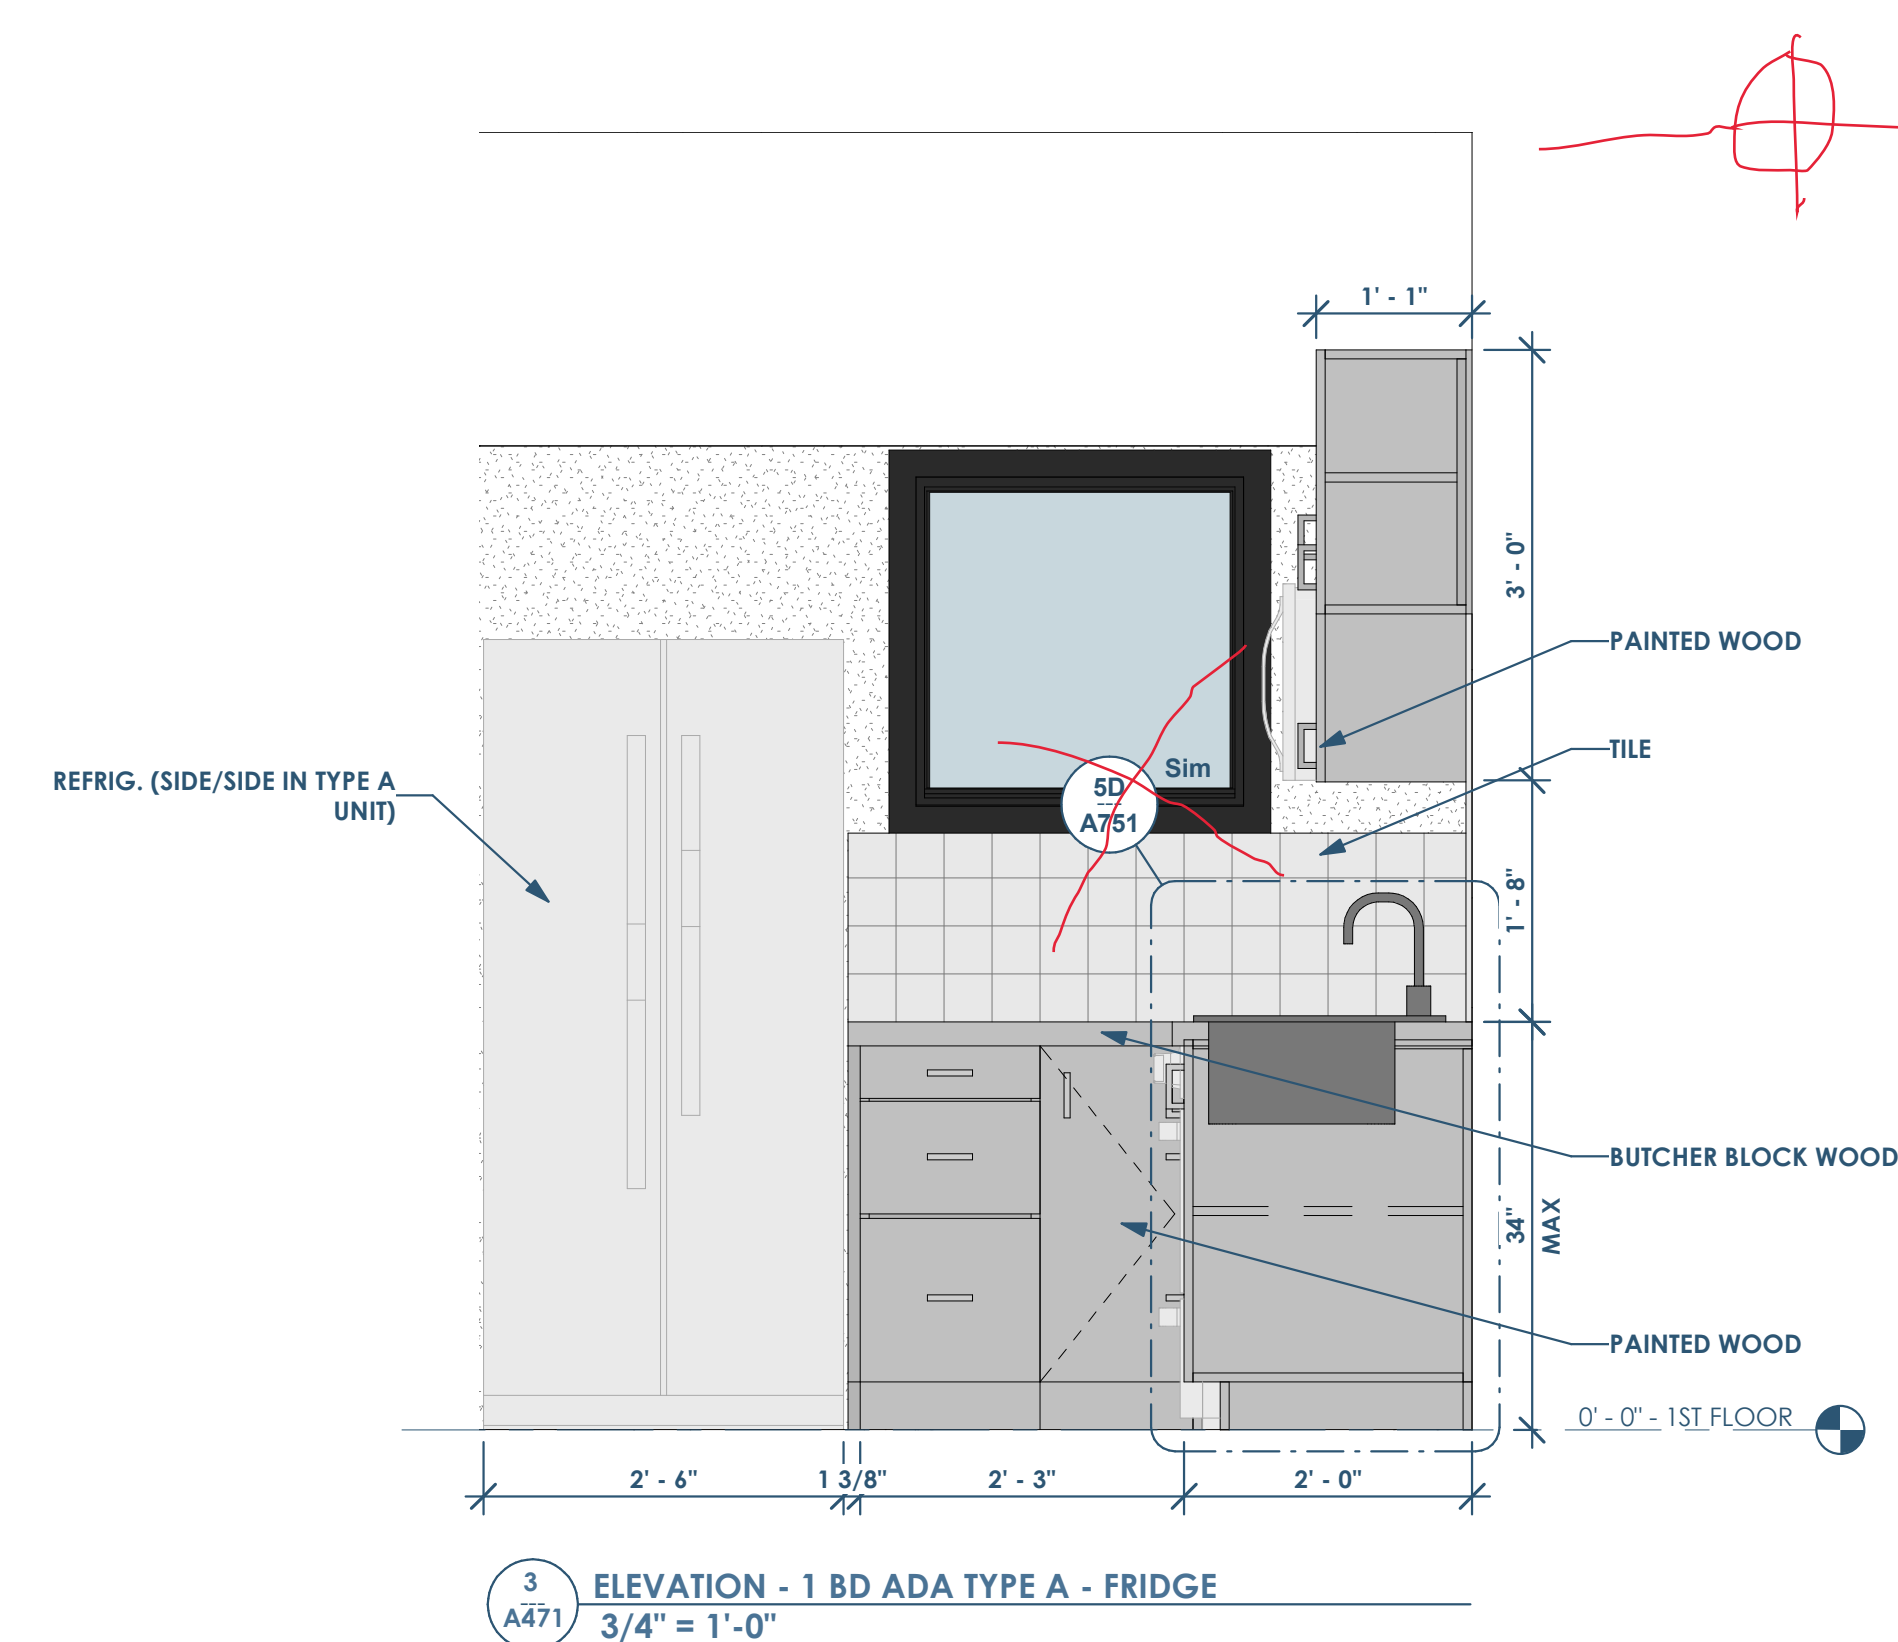 1' - 1"
3' - 0"
PAINTED WOOD
TILE
Sim
5D
A751
REFRIG. (SIDE/SIDE IN TYPE A
UNIT)
1' - 8"
BUTCHER BLOCK WOOD
34"
MAX
PAINTED WOOD
0' - 0" - 1ST FLOOR
2' - 6"
1 3/8"
2' - 3"
2' - 0"
3
A471
ELEVATION - 1 BD ADA TYPE A - FRIDGE
3/4" = 1'-0"